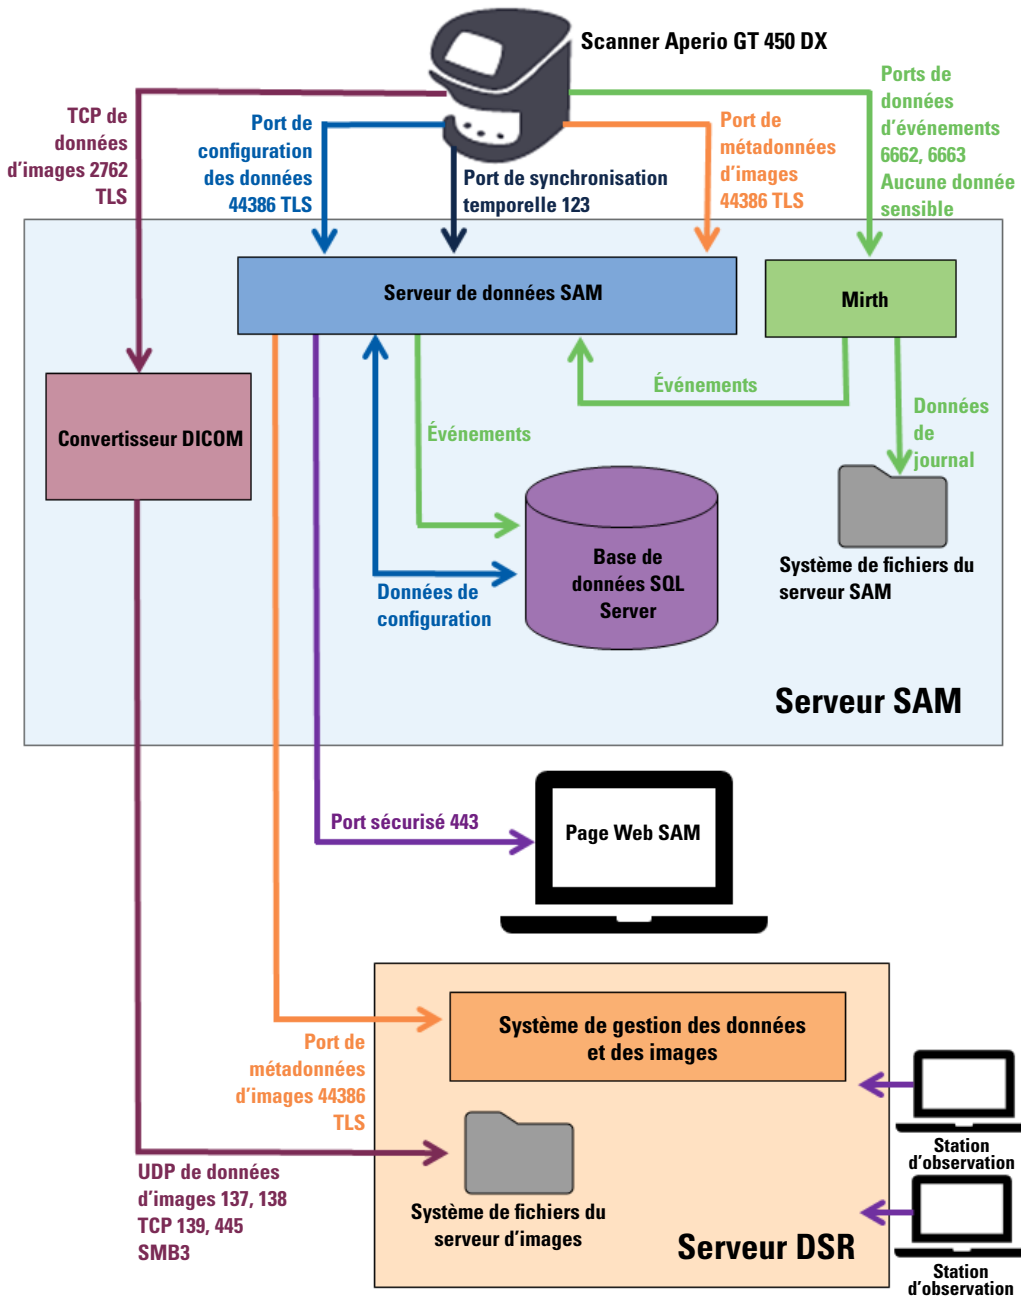 Scanner Aperio GT 450 DX
TCP de
données
d'images 2762
TLS
Port de
configuration
des données
44386 TLS
Port de synchronisation
temporelle 123
Port de
métadonnées
d'images
44386 TLS
Ports de
données
d'événements
6662, 6663
Aucune donnée
sensible
Serveur de données SAM
Mirth
Convertisseur DICOM
Événements
Événements
Données
de
journal
Base de
données SQL
Server
Système de fichiers du
serveur SAM
Données de
configuration
Serveur SAM
Port sécurisé 443
Page Web SAM
Port de
métadonnées
d'images 44386
TLS
Système de gestion des données
et des images
Station
d'observation
UDP de données
d'images 137, 138
TCP 139, 445
SMB3
Système de fichiers du
serveur d'images
Serveur DSR
Station
d'observation